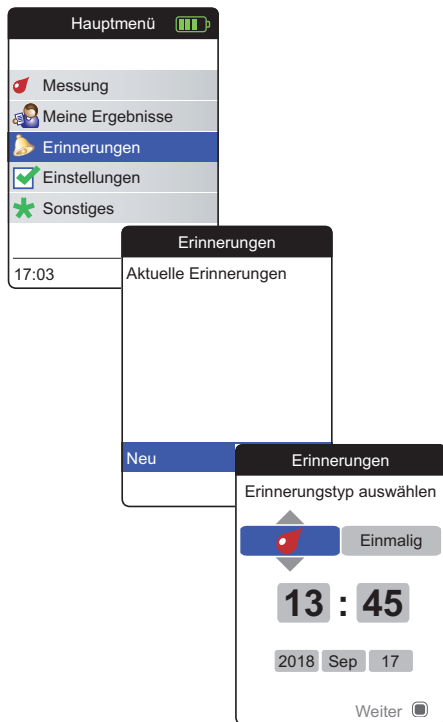 Hauptmenü
Messung
Meine Ergebnisse
Erinnerungen
Einstellungen
Sonstiges
17:03
Erinnerungen
Aktuelle Erinnerungen
Neu
Erinnerungen
Erinnerungstyp auswählen
Einmalig
13 : 45
2018 Sep 17
Weiter